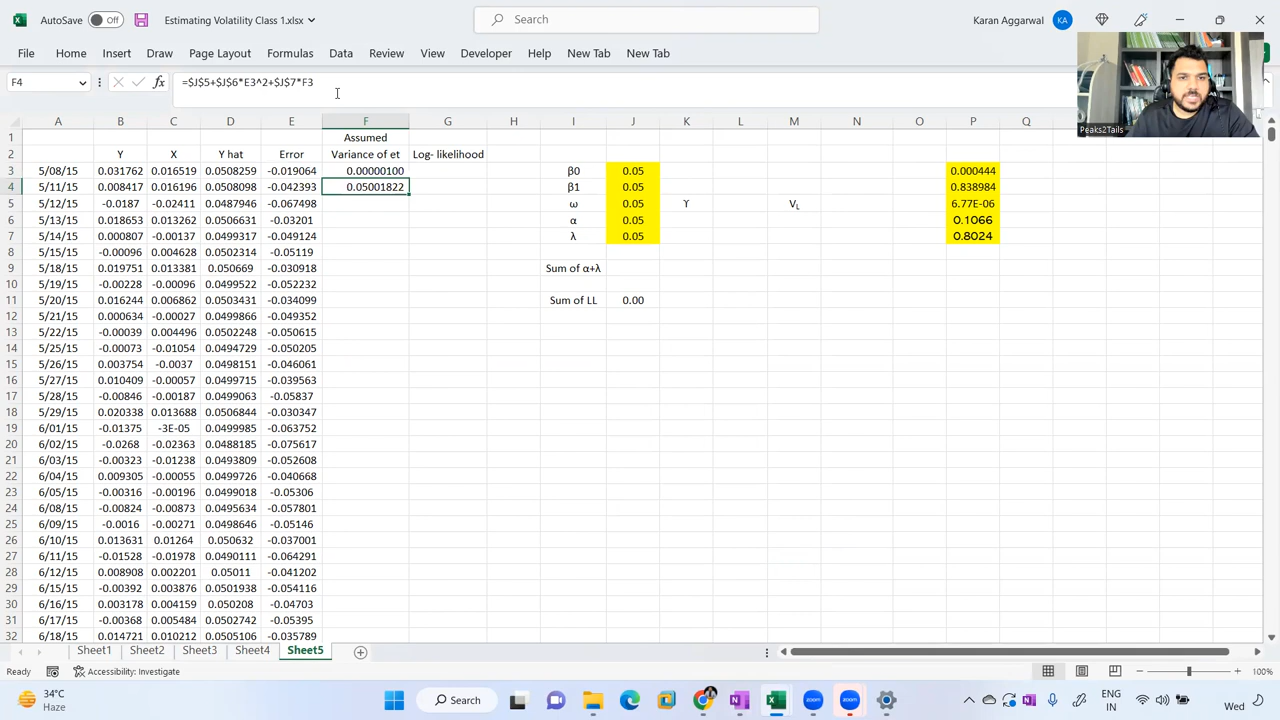 AutoSave Off Estimating Volatility Class 1.xlsx Search Karan Aggarwal KA
File Home Insert Draw Page Layout Formulas Data Review View Developer Help New Tab New Tab
F4 fx =$J$5+$J$6*E3^2+$J$7*F3
Peaks2Tails
A B C D E F G H I J K L M N O P Q R
1 Assumed
2 Y X Y hat Error Variance of et Log- likelihood
3 5/08/15 0.031762 0.016519 0.0508259 -0.019064 0.00000100 β0 0.05 0.000444
4 5/11/15 0.008417 0.016196 0.0508098 -0.042393 0.05001822 β1 0.05 0.838984
5 5/12/15 -0.0187 -0.02411 0.0487946 -0.067498 ω 0.05 ϒ VL 6.77E-06
6 5/13/15 0.018653 0.013262 0.0506631 -0.03201 α 0.05 0.1066
7 5/14/15 0.000807 -0.00137 0.0499317 -0.049124 λ 0.05 0.8024
8 5/15/15 -0.00096 0.004628 0.0502314 -0.05119
9 5/18/15 0.019751 0.013381 0.050669 -0.030918 Sum of α+λ
10 5/19/15 -0.00228 -0.00096 0.0499522 -0.052232
11 5/20/15 0.016244 0.006862 0.0503431 -0.034099 Sum of LL 0.00
12 5/21/15 0.000634 -0.00027 0.0499866 -0.049352
13 5/22/15 -0.00039 0.004496 0.0502248 -0.050615
14 5/25/15 -0.00073 -0.01054 0.0494729 -0.050205
15 5/26/15 0.003754 -0.0037 0.0498151 -0.046061
16 5/27/15 0.010409 -0.00057 0.0499715 -0.039563
17 5/28/15 -0.00846 -0.00187 0.0499063 -0.05837
18 5/29/15 0.020338 0.013688 0.0506844 -0.030347
19 6/01/15 -0.01375 -3E-05 0.0499985 -0.063752
20 6/02/15 -0.0268 -0.02363 0.0488185 -0.075617
21 6/03/15 -0.00323 -0.01238 0.0493809 -0.052608
22 6/04/15 0.009305 -0.00055 0.0499726 -0.040668
23 6/05/15 -0.00316 -0.00196 0.0499018 -0.05306
24 6/08/15 -0.00824 -0.00873 0.0495634 -0.057801
25 6/09/15 -0.0016 -0.00271 0.0498646 -0.05146
26 6/10/15 0.013631 0.01264 0.050632 -0.037001
27 6/11/15 -0.01528 -0.01978 0.0490111 -0.064291
28 6/12/15 0.008908 0.002201 0.05011 -0.041202
29 6/15/15 -0.00392 0.003876 0.0501938 -0.054116
30 6/16/15 0.003178 0.004159 0.050208 -0.04703
31 6/17/15 -0.00368 0.005484 0.0502742 -0.05395
32 6/18/15 0.014721 0.010212 0.0505106 -0.035789
Sheet1 Sheet2 Sheet3 Sheet4 Sheet5
Ready Accessibility: Investigate 100%
34°C
Haze
Search
ENG
IN
Wed